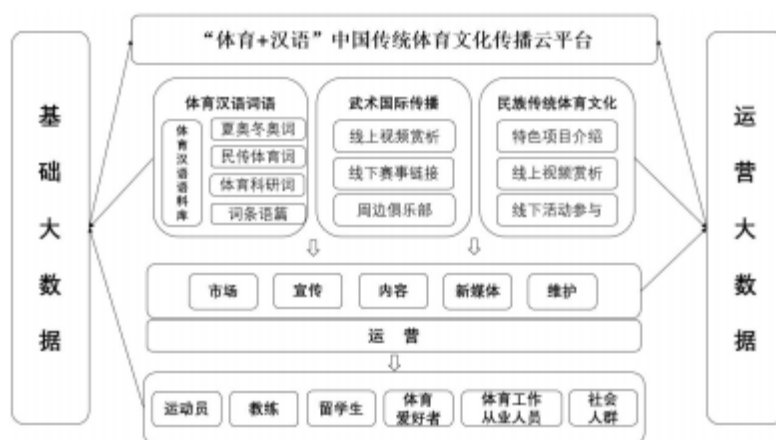 “体育+汉语”中国传统体育文化传播云平台
基础大数据
体育汉语词语
体育汉语语料库
夏奥冬奥词
民传体育词
体育科研词
词条语篇
武术国际传播
线上视频赏析
线下赛事链接
周边俱乐部
民族传统体育文化
特色项目介绍
线上视频赏析
线下活动参与
运营大数据
市场
宣传
内容
新媒体
维护
运 营
运动员
教练
留学生
体育
爱好者
体育工作
从业人员
社会
人群